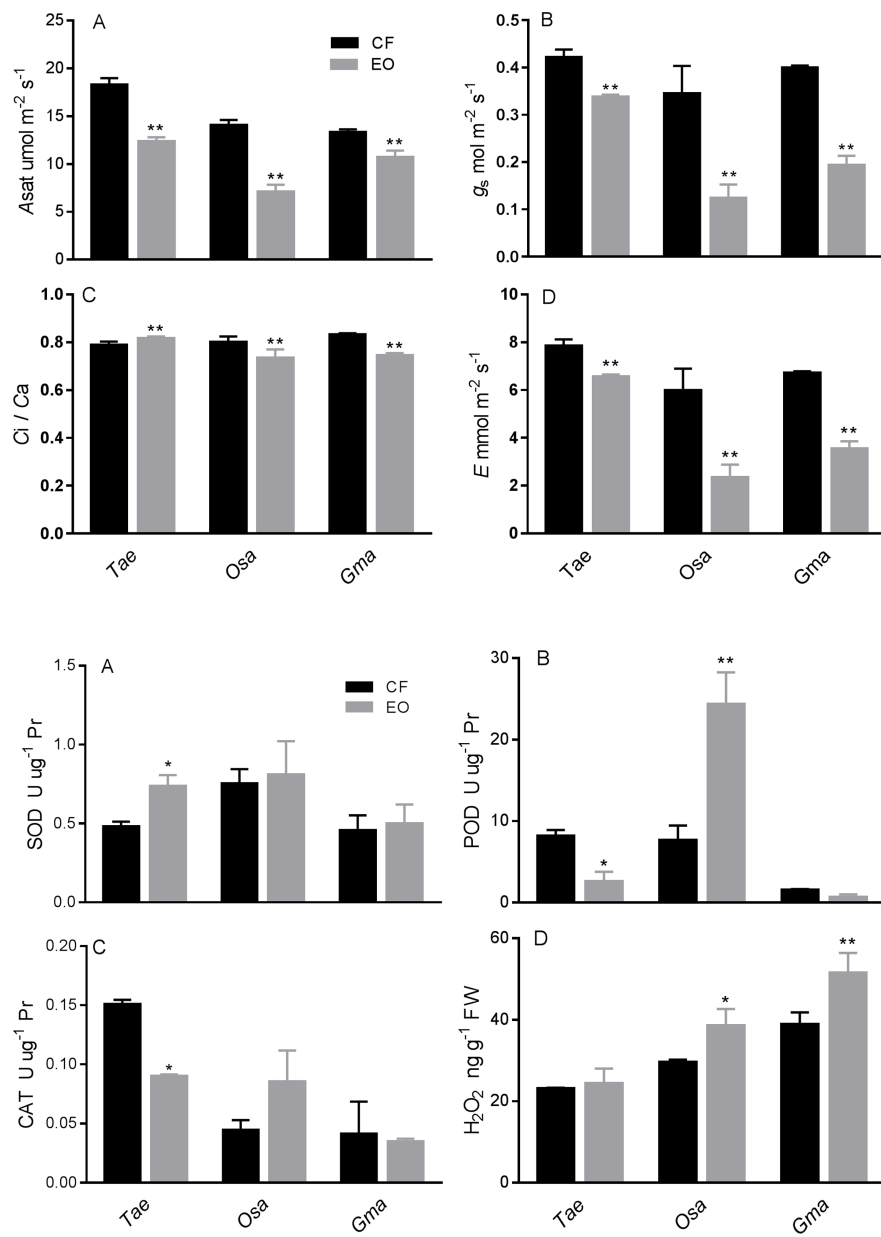 A
25
20
15
10
5
0
Asat umol m⁻² s⁻¹
CF
EO
**
**
**
B
0.4
0.3
0.2
0.1
0.0
gs mol m⁻² s⁻¹
**
**
**
C
1.0
0.8
0.6
0.4
0.2
0.0
Ci / Ca
**
**
**
Tae
Osa
Gma
D
10
8
6
4
2
0
E mmol m⁻² s⁻¹
**
**
**
Tae
Osa
Gma
A
1.5
1.0
0.5
0.0
SOD U ug⁻¹ Pr
CF
EO
*
B
30
20
10
0
POD U ug⁻¹ Pr
*
**
C
0.20
0.15
0.10
0.05
0.00
CAT U ug⁻¹ Pr
*
Tae
Osa
Gma
D
60
40
20
0
H₂O₂ ng g⁻¹ FW
*
**
Tae
Osa
Gma